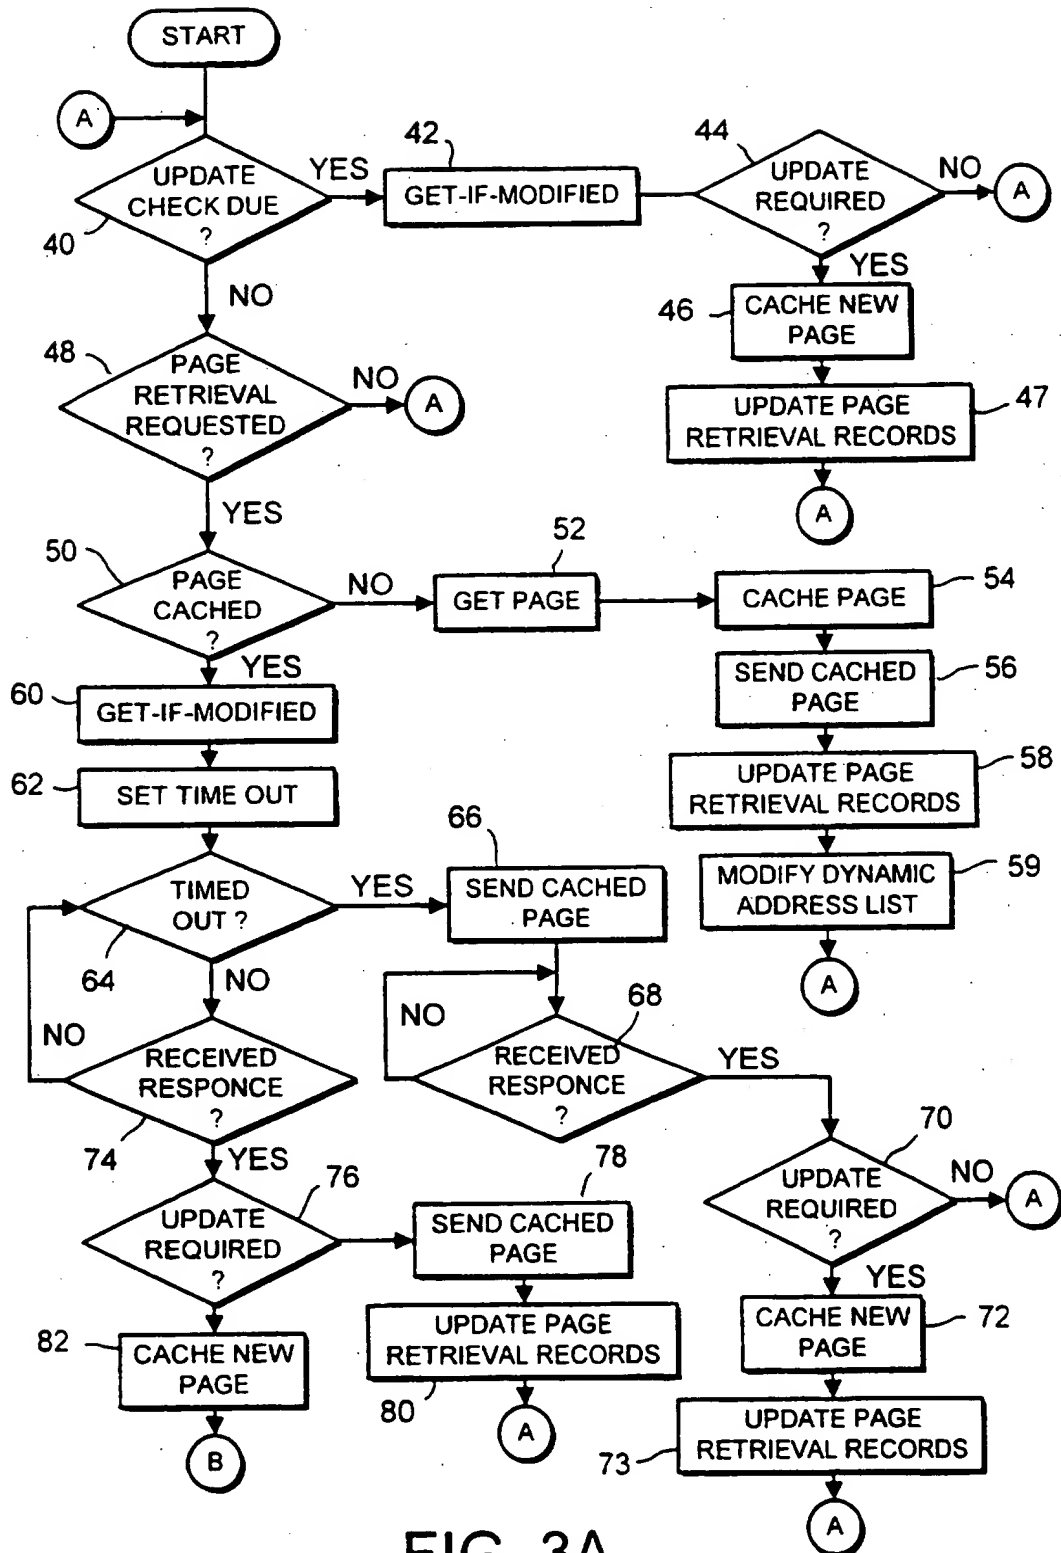 START
A
UPDATE
CHECK DUE
?
40
YES
42
GET-IF-MODIFIED
44
UPDATE
REQUIRED
?
NO
A
YES
46
CACHE NEW
PAGE
UPDATE PAGE
RETRIEVAL RECORDS
47
A
NO
48
PAGE
RETRIEVAL
REQUESTED
?
NO
A
YES
50
PAGE
CACHED
?
NO
52
GET PAGE
CACHE PAGE
54
SEND CACHED
PAGE
56
UPDATE PAGE
RETRIEVAL RECORDS
58
MODIFY DYNAMIC
ADDRESS LIST
59
A
YES
60
GET-IF-MODIFIED
62
SET TIME OUT
TIMED
OUT ?
64
YES
66
SEND CACHED
PAGE
NO
NO
RECEIVED
RESPONCE
?
74
NO
68
RECEIVED
RESPONCE
?
YES
70
UPDATE
REQUIRED
?
NO
A
YES
CACHE NEW
PAGE
72
UPDATE PAGE
RETRIEVAL RECORDS
73
A
YES
76
UPDATE
REQUIRED
?
78
SEND CACHED
PAGE
UPDATE PAGE
RETRIEVAL RECORDS
80
A
82
CACHE NEW
PAGE
B
FIG. 3A